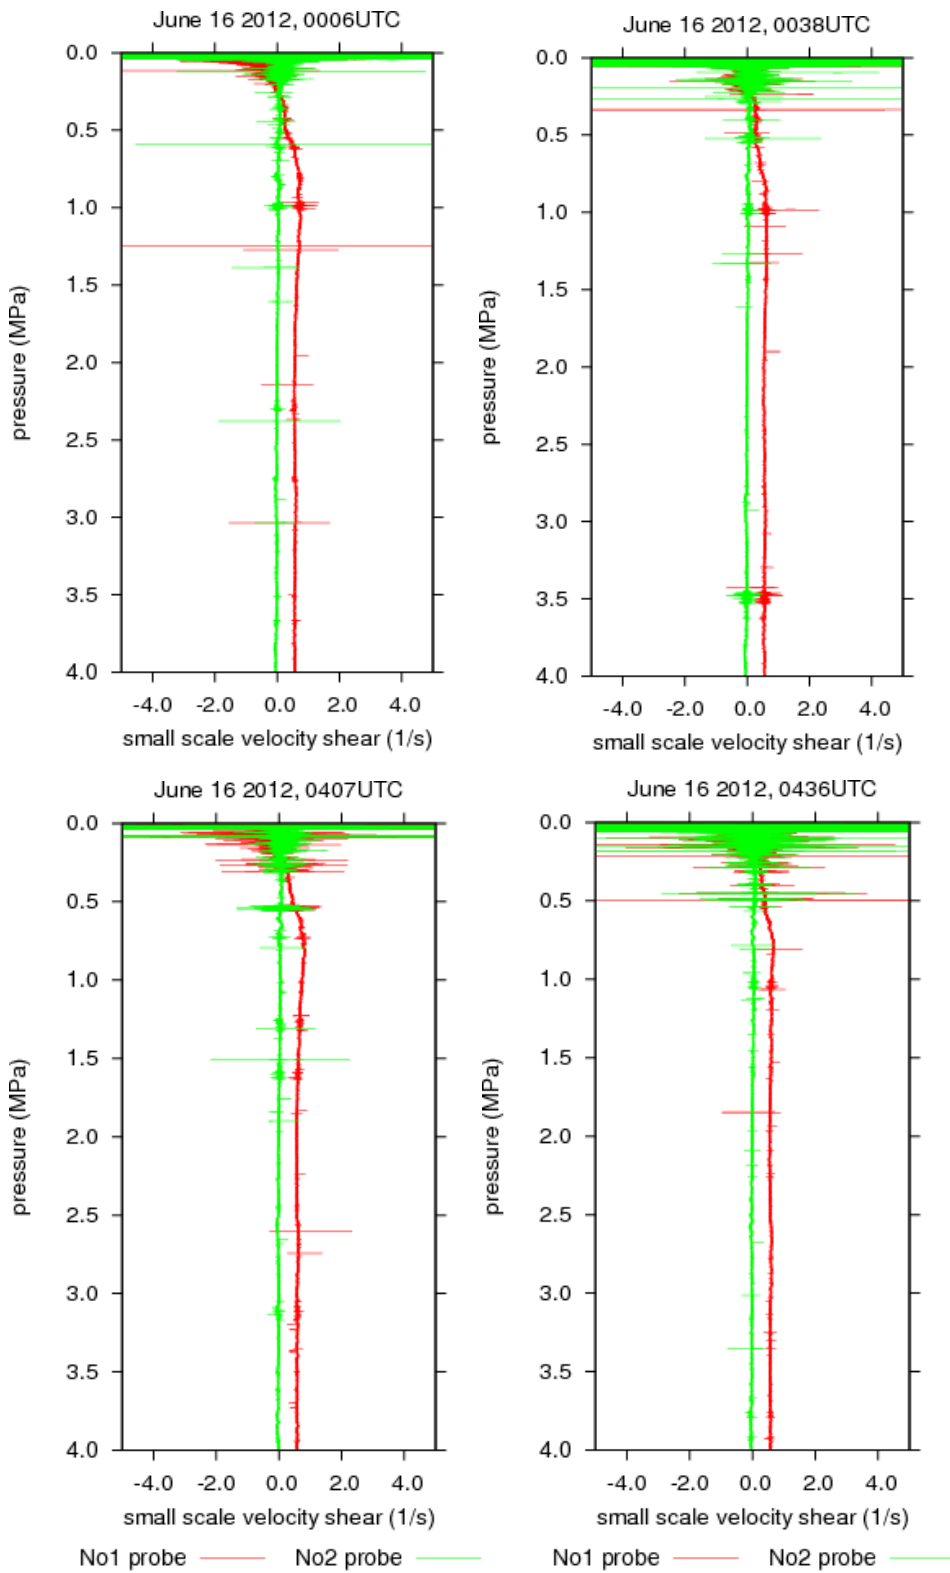 June 16 2012, 0006UTC
0.0
0.5
1.0
1.5
2.0
2.5
3.0
3.5
4.0
pressure (MPa)
-4.0 -2.0 0.0 2.0 4.0
small scale velocity shear (1/s)
June 16 2012, 0038UTC
0.0
0.5
1.0
1.5
2.0
2.5
3.0
3.5
4.0
pressure (MPa)
-4.0 -2.0 0.0 2.0 4.0
small scale velocity shear (1/s)
June 16 2012, 0407UTC
0.0
0.5
1.0
1.5
2.0
2.5
3.0
3.5
4.0
pressure (MPa)
-4.0 -2.0 0.0 2.0 4.0
small scale velocity shear (1/s)
No1 probe No2 probe
June 16 2012, 0436UTC
0.0
0.5
1.0
1.5
2.0
2.5
3.0
3.5
4.0
pressure (MPa)
-4.0 -2.0 0.0 2.0 4.0
small scale velocity shear (1/s)
No1 probe No2 probe